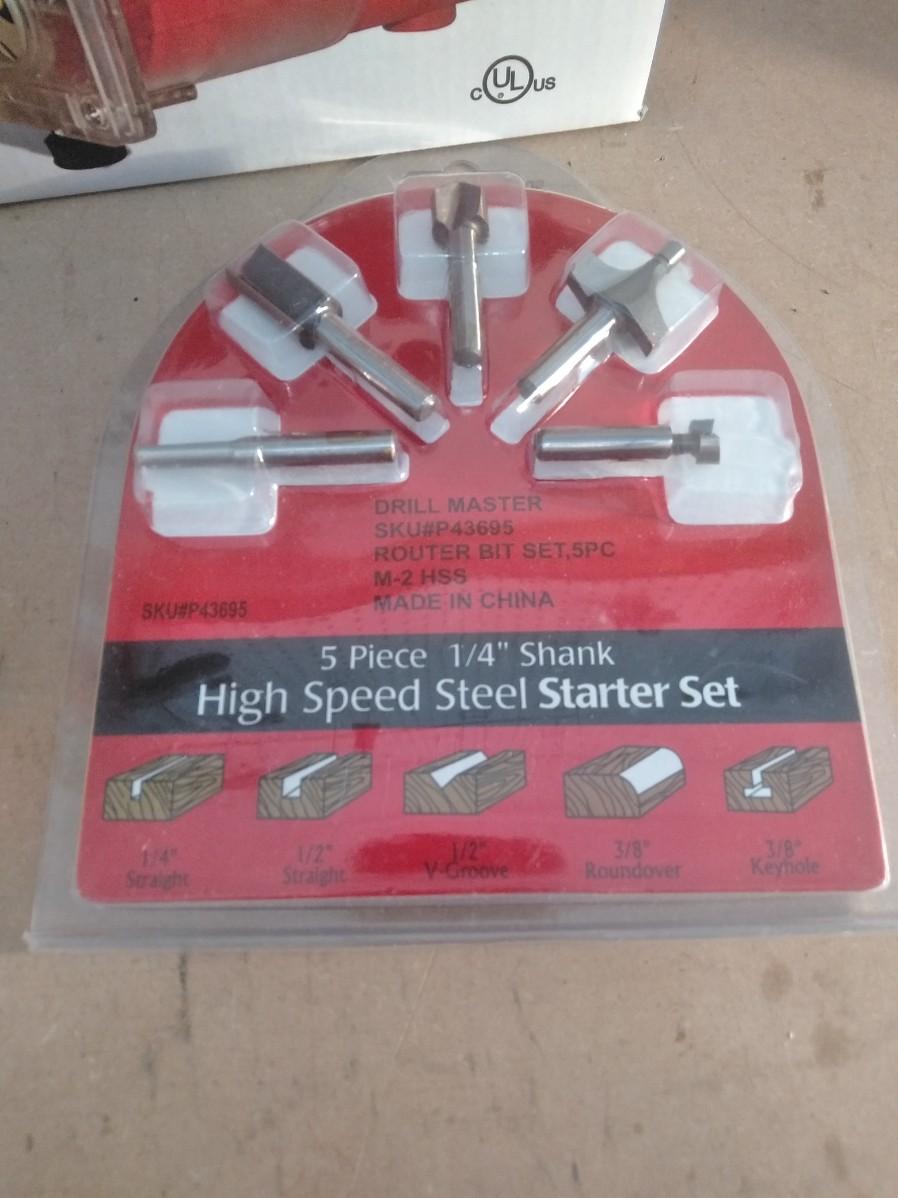 C UL US
DRILL MASTER
SKU#P43695
ROUTER BIT SET,5PC
M-2 HSS
MADE IN CHINA
SKU#P43695
5 Piece 1/4" Shank
High Speed Steel Starter Set
1/4"
Straight
1/2"
Straight
1/2"
V-Groove
3/8"
Roundover
3/8"
Keyhole